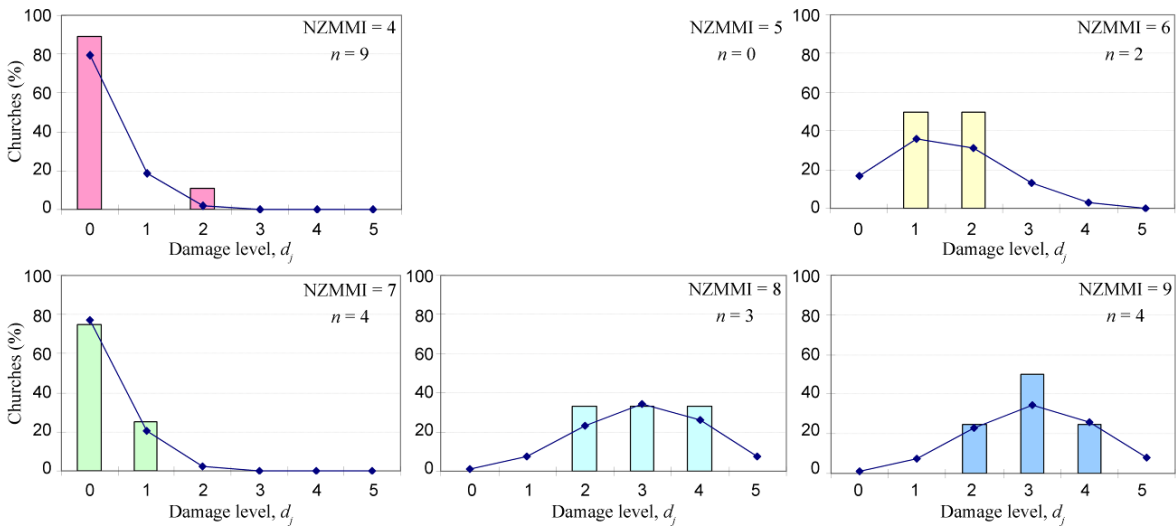 NZMMI = 4
n = 9
Churches (%)
100
80
60
40
20
0
0 1 2 3 4 5
Damage level, dj
NZMMI = 5
n = 0
NZMMI = 6
n = 2
100
80
60
40
20
0
0 1 2 3 4 5
Damage level, dj
NZMMI = 7
n = 4
Churches (%)
100
80
60
40
20
0
0 1 2 3 4 5
Damage level, dj
NZMMI = 8
n = 3
100
80
60
40
20
0
0 1 2 3 4 5
Damage level, dj
NZMMI = 9
n = 4
100
80
60
40
20
0
0 1 2 3 4 5
Damage level, dj